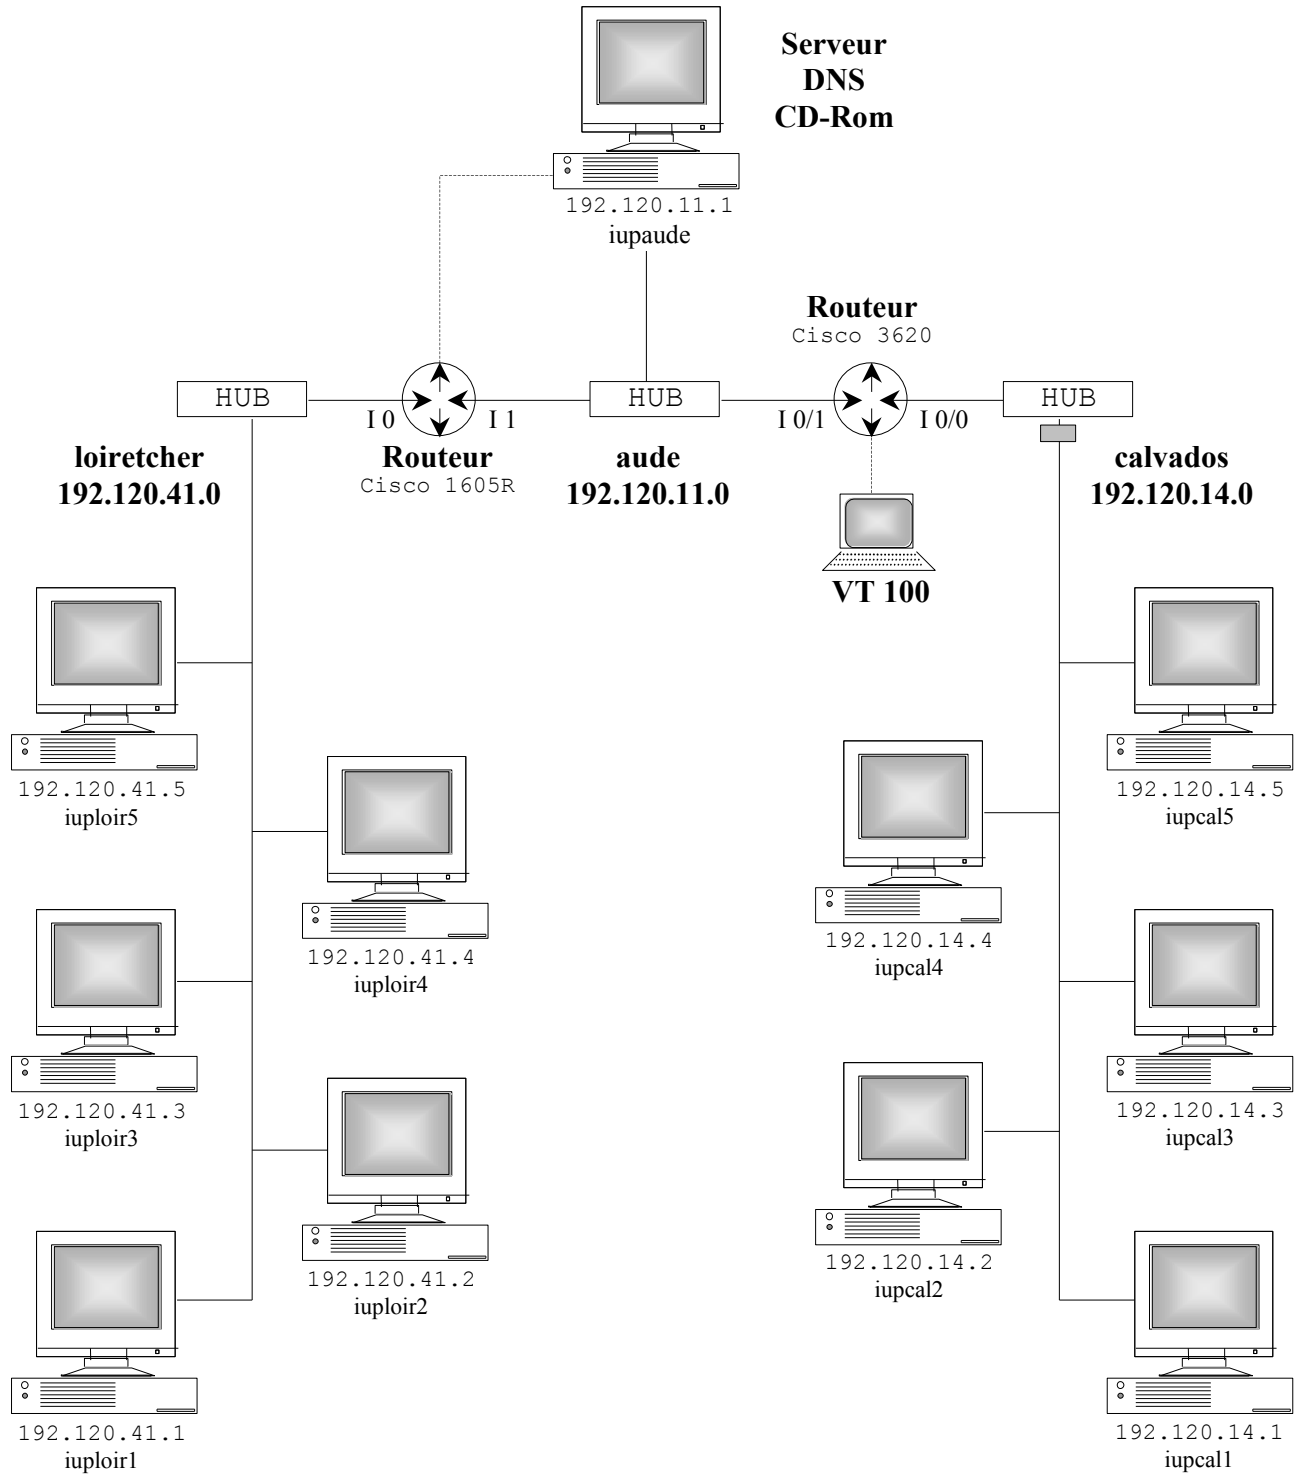 Serveur
DNS
CD-Rom
192.120.11.1
iupaude
Routeur
Cisco 3620
HUB
I 0
I 1
HUB
I 0/1
I 0/0
HUB
loiretcher
192.120.41.0
Routeur
Cisco 1605R
aude
192.120.11.0
calvados
192.120.14.0
VT 100
192.120.41.5
iuploir5
192.120.14.5
iupcal5
192.120.41.4
iuploir4
192.120.14.4
iupcal4
192.120.41.3
iuploir3
192.120.14.3
iupcal3
192.120.41.2
iuploir2
192.120.14.2
iupcal2
192.120.41.1
iuploir1
192.120.14.1
iupcal1